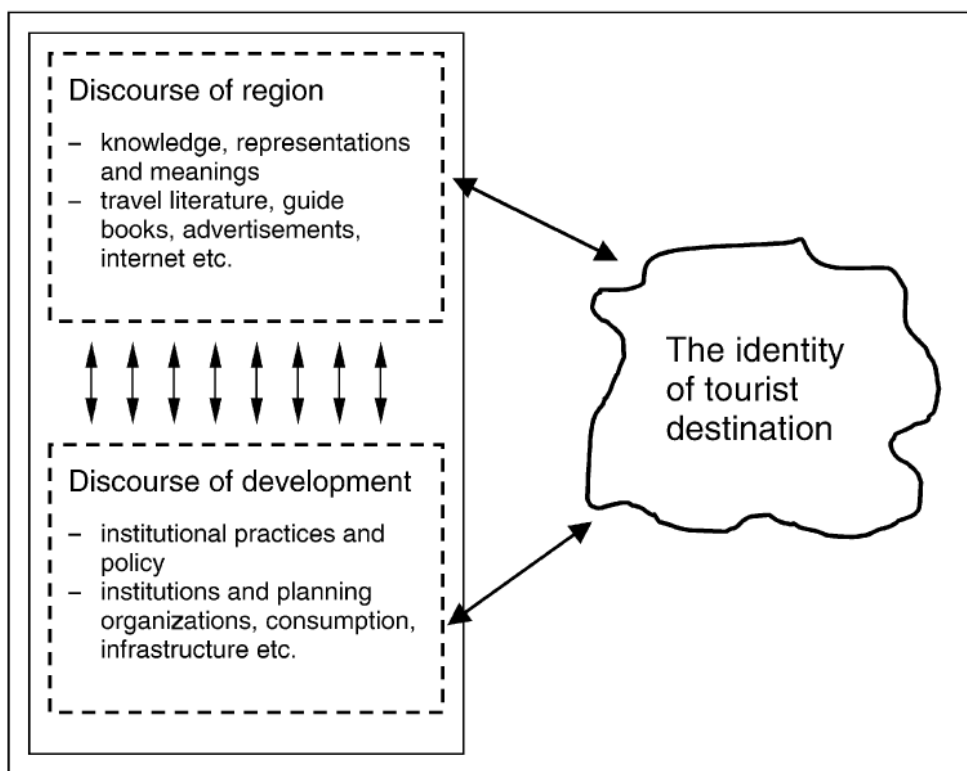 Discourse of region
– knowledge, representations
and meanings
– travel literature, guide
books, advertisements,
internet etc.
The identity
of tourist
destination
Discourse of development
– institutional practices and
policy
– institutions and planning
organizations, consumption,
infrastructure etc.